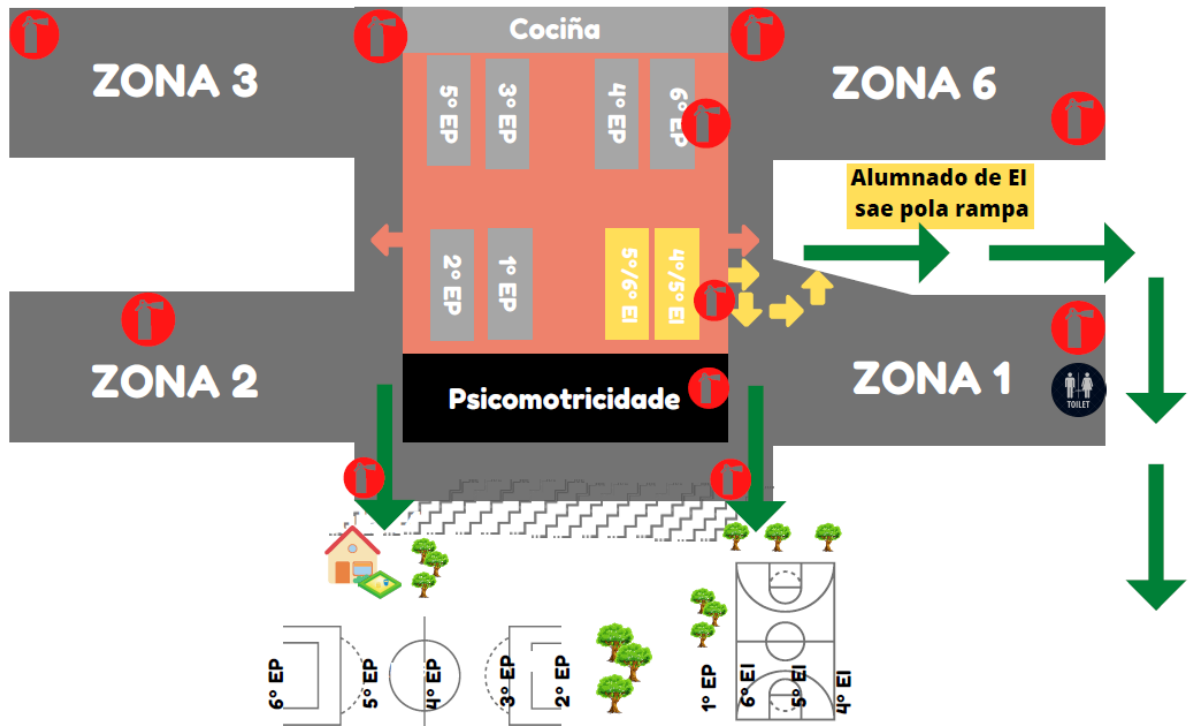 Cociña
ZONA 3
ZONA 6
5º EP
3º EP
4º EP
6º EP
Alumnado de EI
sae pola rampa
2º EP
1º EP
5º/6º EI
4º/5º EI
ZONA 2
ZONA 1
Psicomotricidade
TOILET
6º EP
5º EP
4º EP
3º EP
2º EP
1º EP
6º EI
5º EI
4º EI